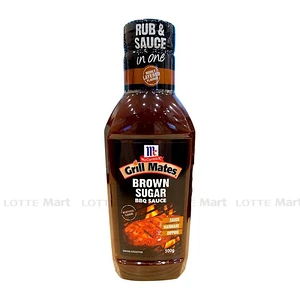 RUB &
SAUCE
in one
McCormick
Grill Mates
BROWN
SUGAR
BBQ SAUCE
SAUCE
MARINADE
DIPPING
500g
LOTTE Mart LOTTE Mart LOTTE Mart